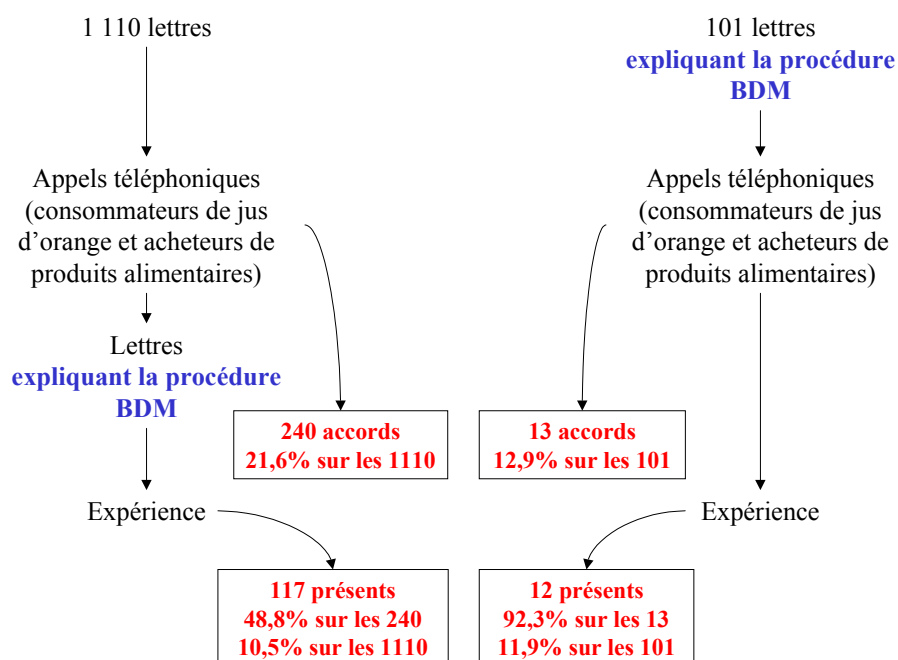 1 110 lettres
Appels téléphoniques
(consommateurs de jus
d'orange et acheteurs de
produits alimentaires)
Lettres
expliquant la procédure
BDM
240 accords
21,6% sur les 1110
Expérience
117 présents
48,8% sur les 240
10,5% sur les 1110
101 lettres
expliquant la procédure
BDM
Appels téléphoniques
(consommateurs de jus
d'orange et acheteurs de
produits alimentaires)
13 accords
12,9% sur les 101
Expérience
12 présents
92,3% sur les 13
11,9% sur les 101